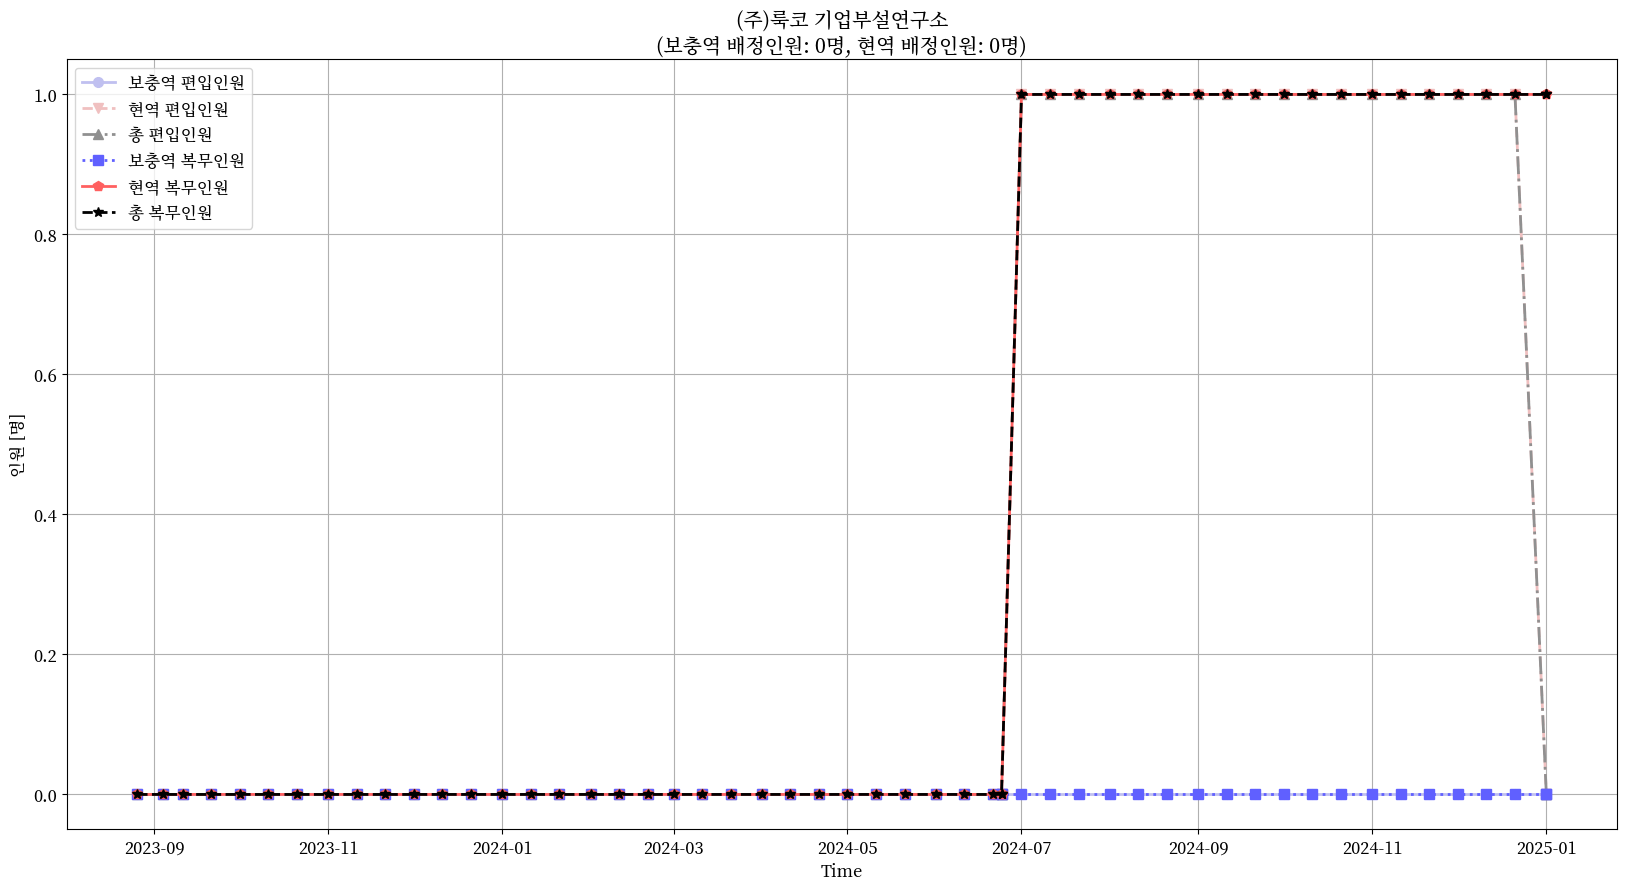 (주)룩코 기업부설연구소
(보충역 배정인원: 0명, 현역 배정인원: 0명)
보충역 편입인원
현역 편입인원
총 편입인원
보충역 복무인원
현역 복무인원
총 복무인원
1.0
0.8
0.6
0.4
0.2
0.0
인원 [명]
2023-09 2023-11 2024-01 2024-03 2024-05 2024-07 2024-09 2024-11 2025-01
Time